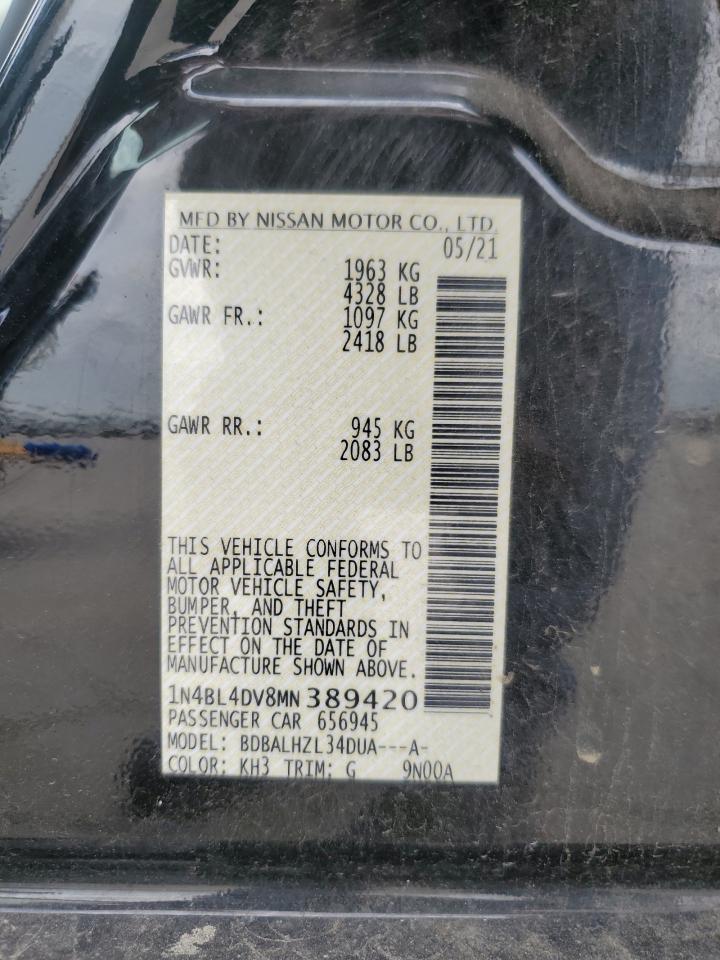 MFD BY NISSAN MOTOR CO., LTD.
DATE: 05/21
GVWR: 1963 KG
4328 LB
GAWR FR.: 1097 KG
2418 LB
GAWR RR.: 945 KG
2083 LB
THIS VEHICLE CONFORMS TO
ALL APPLICABLE FEDERAL
MOTOR VEHICLE SAFETY,
BUMPER, AND THEFT
PREVENTION STANDARDS IN
EFFECT ON THE DATE OF
MANUFACTURE SHOWN ABOVE.
1N4BL4DV8MN389420
PASSENGER CAR 656945
MODEL: BDBALHZL34DUA---A-
COLOR: KH3 TRIM: G 9N00A